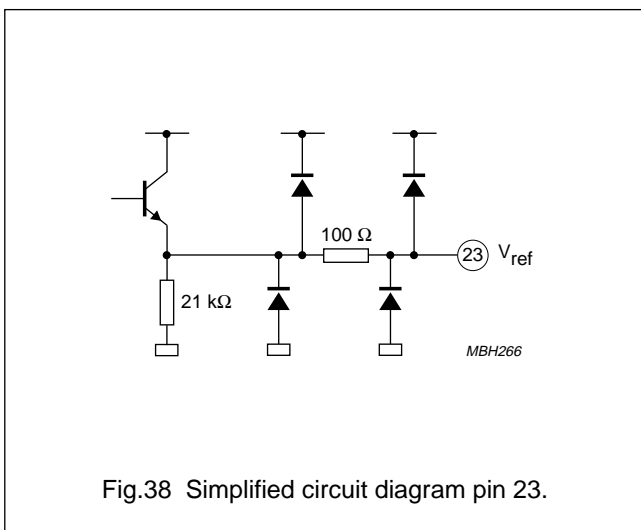 100 Ω
23 V_ref
21 kΩ
MBH266
Fig.38 Simplified circuit diagram pin 23.